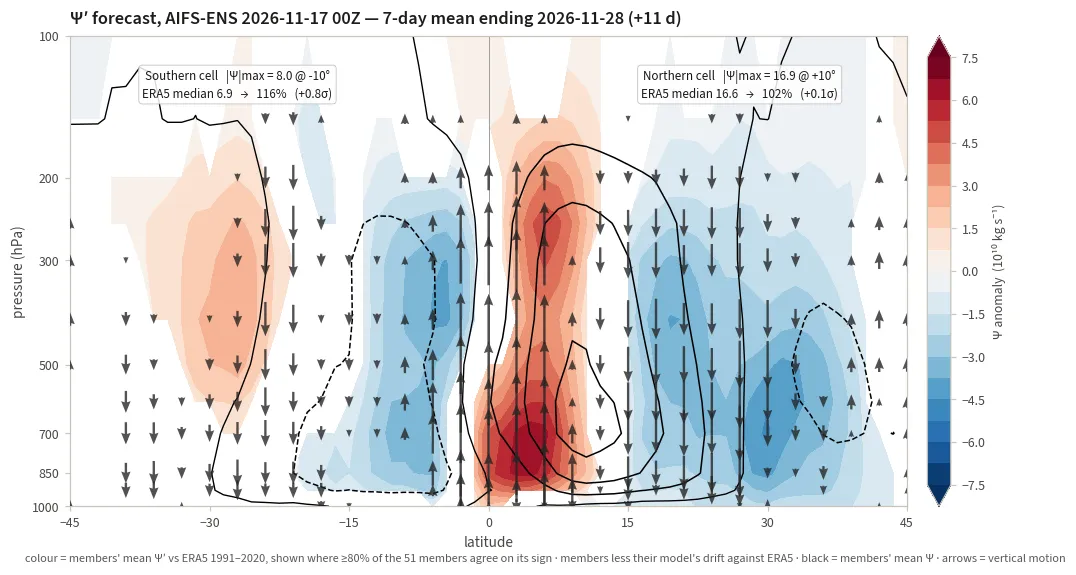 Ψ′ forecast, AIFS-ENS 2026-11-17 00Z — 7-day mean ending 2026-11-28 (+11 d)
Southern cell |Ψ|max = 8.0 @ -10°
ERA5 median 6.9 → 116% (+0.8σ)
Northern cell |Ψ|max = 16.9 @ +10°
ERA5 median 16.6 → 102% (+0.1σ)
100
200
300
500
700
850
1000
pressure (hPa)
−45
−30
−15
0
15
30
45
latitude
7.5
6.0
4.5
3.0
1.5
0.0
−1.5
−3.0
−4.5
−6.0
−7.5
Ψ anomaly (10¹⁰ kg s⁻¹)
colour = members' mean Ψ′ vs ERA5 1991–2020, shown where ≥80% of the 51 members agree on its sign · members less their model's drift against ERA5 · black = members' mean Ψ · arrows = vertical motion